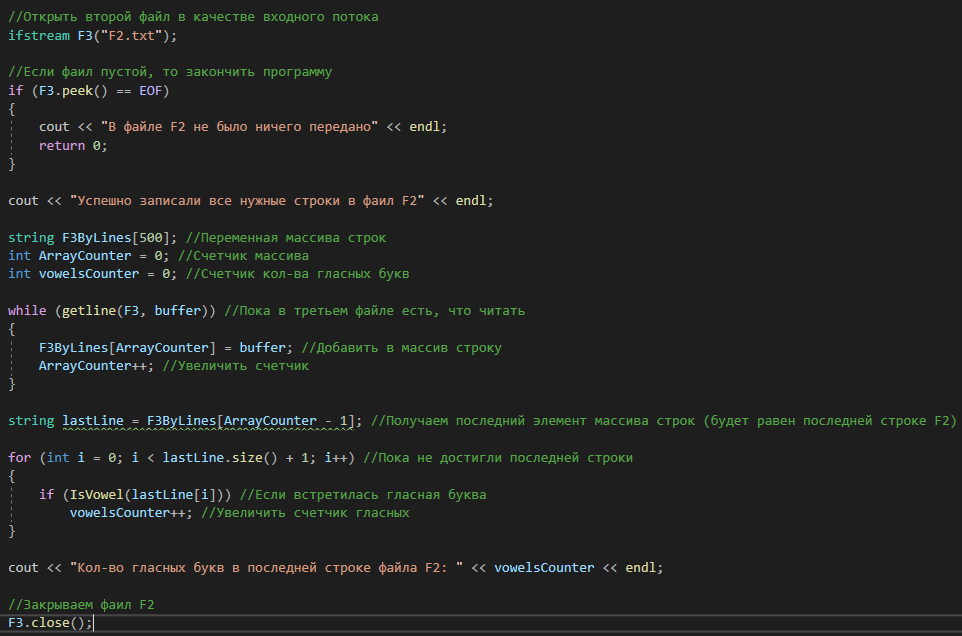 //Открыть второй файл в качестве входного потока
ifstream F3("F2.txt");
//Если фаил пустой, то закончить программу
if (F3.peek() == EOF)
{
cout << "В файле F2 не было ничего передано" << endl;
return 0;
}
cout << "Успешно записали все нужные строки в фаил F2" << endl;
string F3ByLines[500]; //Переменная массива строк
int ArrayCounter = 0; //Счетчик массива
int vowelsCounter = 0; //Счетчик кол-ва гласных букв
while (getline(F3, buffer)) //Пока в третьем файле есть, что читать
{
F3ByLines[ArrayCounter] = buffer; //Добавить в массив строку
ArrayCounter++; //Увеличить счетчик
}
string lastLine = F3ByLines[ArrayCounter - 1]; //Получаем последний элемент массива строк (будет равен последней строке F2)
for (int i = 0; i < lastLine.size() + 1; i++) //Пока не достигли последней строки
{
if (IsVowel(lastLine[i])) //Если встретилась гласная буква
vowelsCounter++; //Увеличить счетчик гласных
}
cout << "Кол-во гласных букв в последней строке файла F2: " << vowelsCounter << endl;
//Закрываем фаил F2
F3.close();